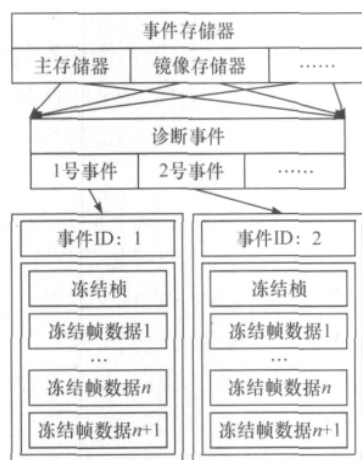 事件存储器
主存储器 镜像存储器 ……
诊断事件
1号事件 2号事件 ……
事件ID：1 事件ID：2
冻结桢 冻结桢
冻结帧数据1 冻结帧数据1
… …
冻结帧数据n 冻结帧数据n
冻结帧数据n+1 冻结帧数据n+1